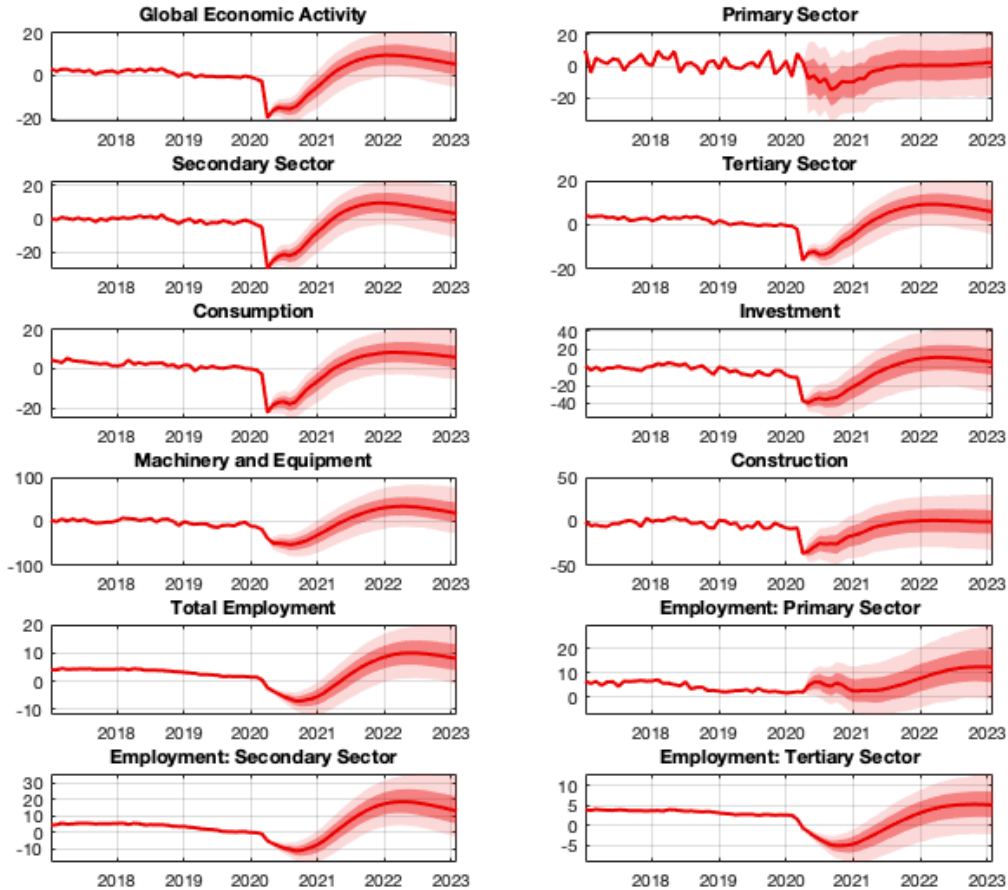 Global Economic Activity
20
0
-20
2018 2019 2020 2021 2022 2023
Primary Sector
20
0
-20
2018 2019 2020 2021 2022 2023
Secondary Sector
20
0
-20
2018 2019 2020 2021 2022 2023
Tertiary Sector
20
0
-20
2018 2019 2020 2021 2022 2023
Consumption
20
0
-20
2018 2019 2020 2021 2022 2023
Investment
40
20
0
-20
-40
2018 2019 2020 2021 2022 2023
Machinery and Equipment
100
0
-100
2018 2019 2020 2021 2022 2023
Construction
50
0
-50
2018 2019 2020 2021 2022 2023
Total Employment
20
10
0
-10
2018 2019 2020 2021 2022 2023
Employment: Primary Sector
20
10
0
2018 2019 2020 2021 2022 2023
Employment: Secondary Sector
30
20
10
0
-10
2018 2019 2020 2021 2022 2023
Employment: Tertiary Sector
10
5
0
-5
2018 2019 2020 2021 2022 2023